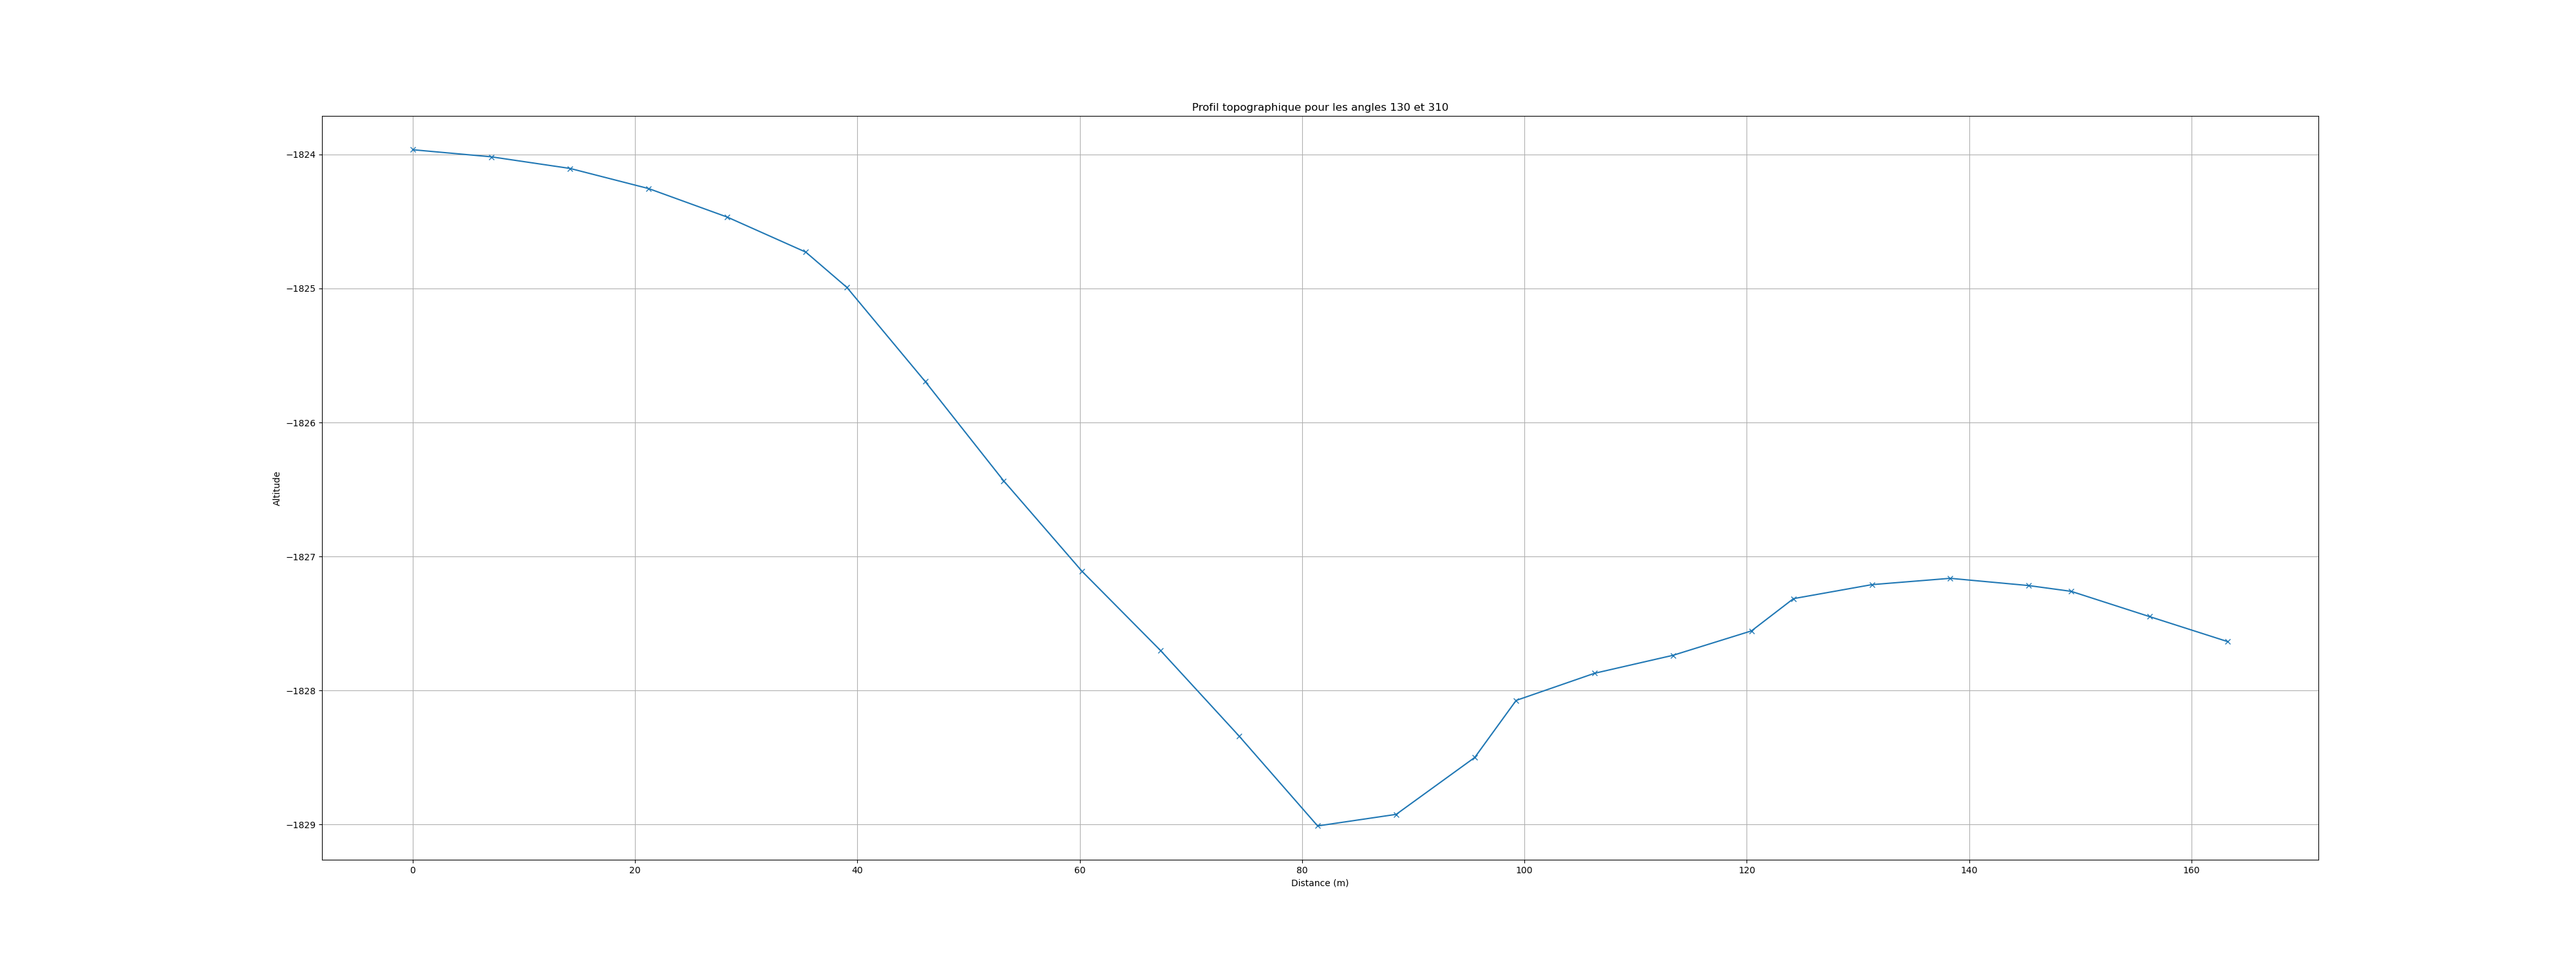 Profil topographique pour les angles 130 et 310
−1824
−1825
−1826
−1827
−1828
−1829
Altitude
0 20 40 60 80 100 120 140 160
Distance (m)